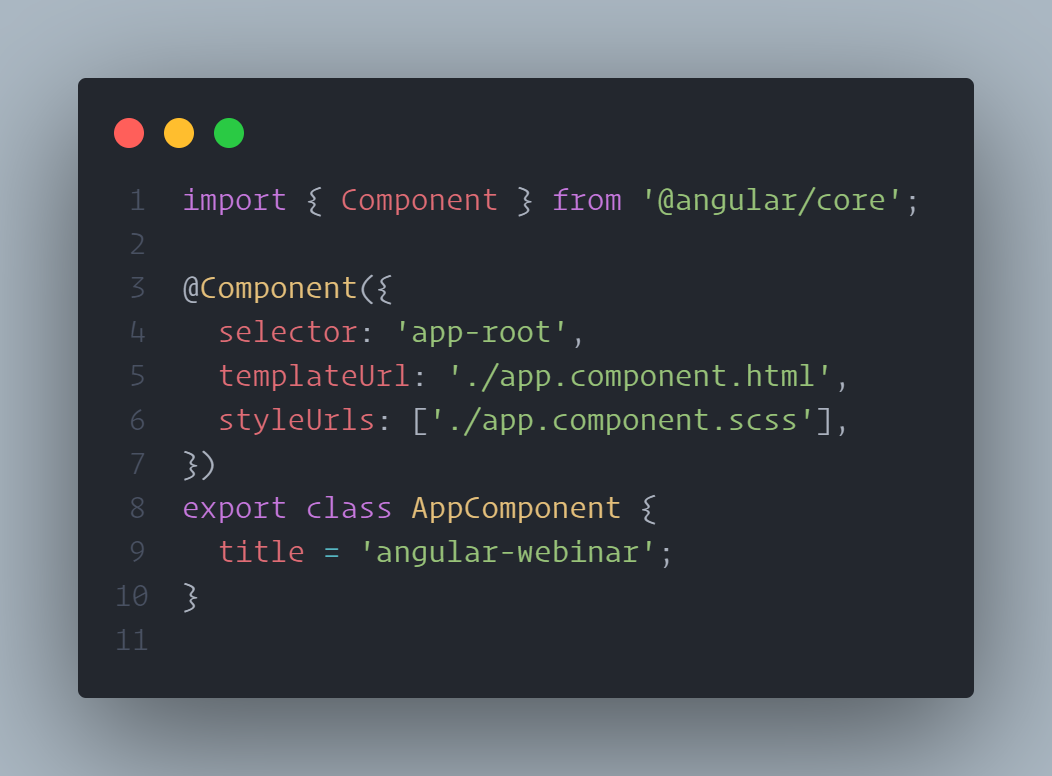 1 import { Component } from '@angular/core';
2
3 @Component({
4   selector: 'app-root',
5   templateUrl: './app.component.html',
6   styleUrls: ['./app.component.scss'],
7 })
8 export class AppComponent {
9   title = 'angular-webinar';
10 }
11